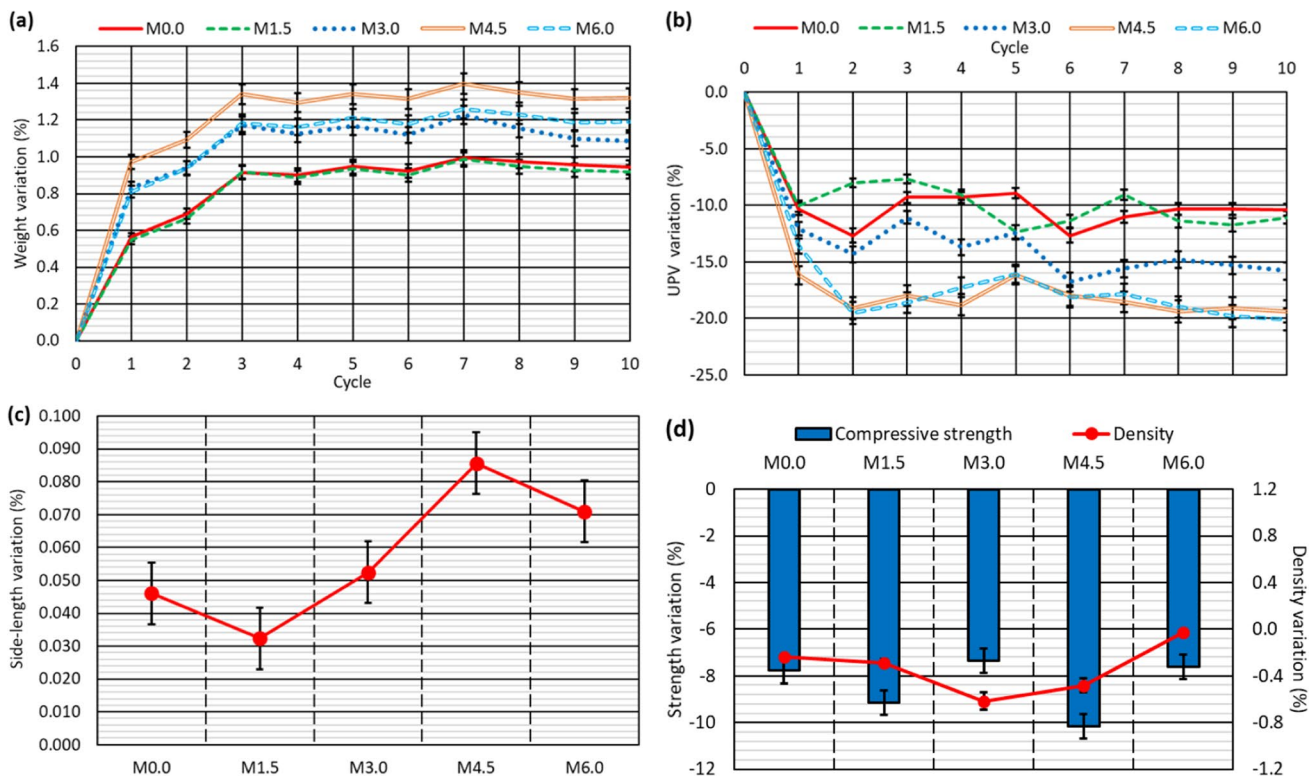 (a)
M0.0 M1.5 M3.0 M4.5 M6.0
Weight variation (%)
1.6
1.4
1.2
1.0
0.8
0.6
0.4
0.2
0.0
0 1 2 3 4 5 6 7 8 9 10
Cycle
(b)
M0.0 M1.5 M3.0 M4.5 M6.0
Cycle
0 1 2 3 4 5 6 7 8 9 10
UPV variation (%)
0.0
-5.0
-10.0
-15.0
-20.0
-25.0
(c)
Side-length variation (%)
0.100
0.090
0.080
0.070
0.060
0.050
0.040
0.030
0.020
0.010
0.000
M0.0 M1.5 M3.0 M4.5 M6.0
(d)
Compressive strength Density
M0.0 M1.5 M3.0 M4.5 M6.0
Strength variation (%)
0
-2
-4
-6
-8
-10
-12
1.2
0.8
0.4
0.0
-0.4
-0.8
-1.2
Density variation (%)